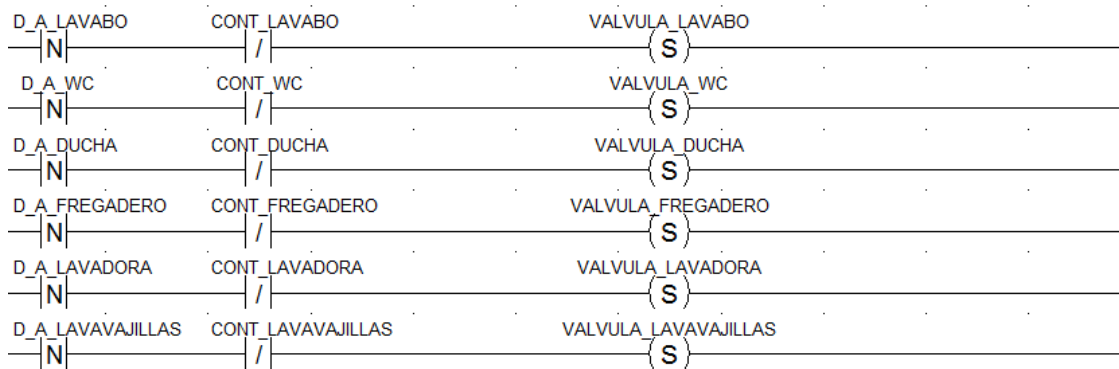 D_A_LAVABO CONT_LAVABO VALVULA_LAVABO
N / S
D_A_WC CONT_WC VALVULA_WC
N / S
D_A_DUCHA CONT_DUCHA VALVULA_DUCHA
N / S
D_A_FREGADERO CONT_FREGADERO VALVULA_FREGADERO
N / S
D_A_LAVADORA CONT_LAVADORA VALVULA_LAVADORA
N / S
D_A_LAVAVAJILLAS CONT_LAVAVAJILLAS VALVULA_LAVAVAJILLAS
N / S